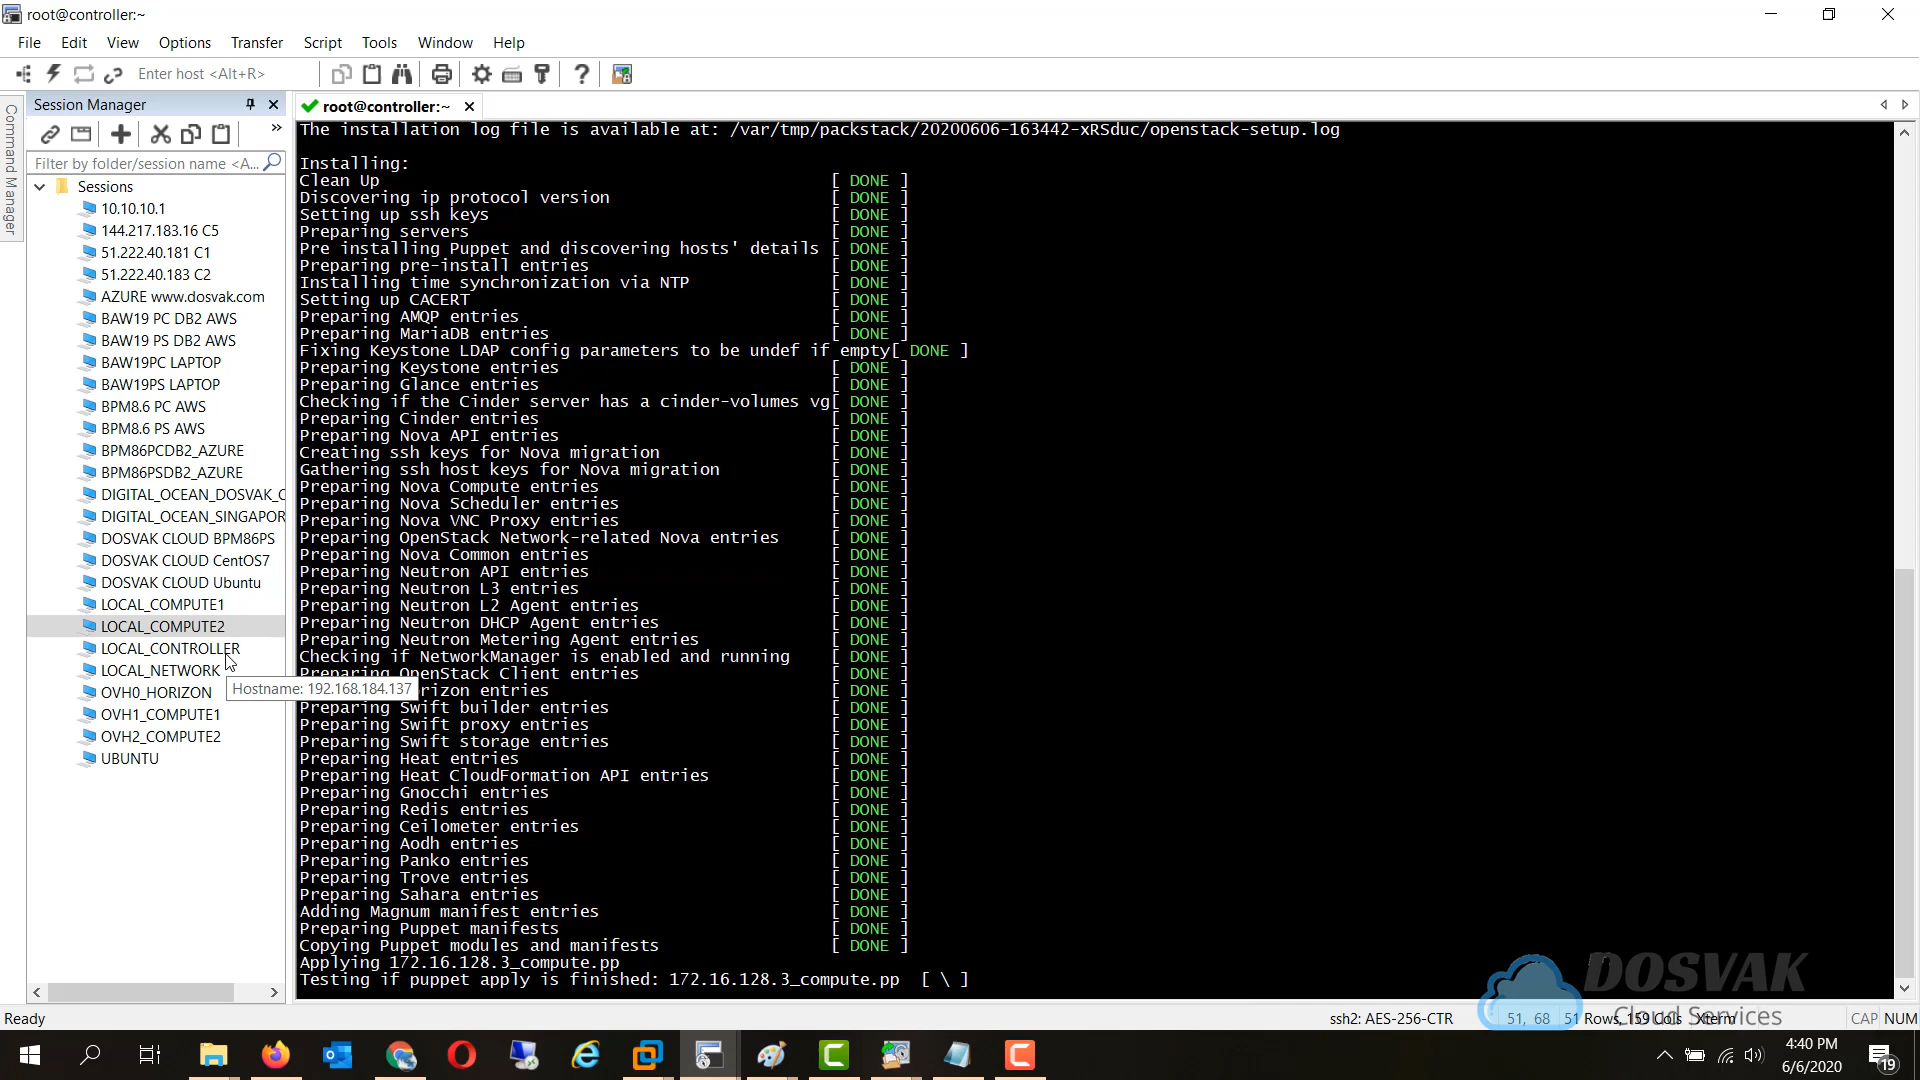 root@controller:~
File Edit View Options Transfer Script Tools Window Help
Enter host <Alt+R>
Command Manager
Session Manager
Filter by folder/session name <A...
Sessions
10.10.10.1
144.217.183.16 C5
51.222.40.181 C1
51.222.40.183 C2
AZURE www.dosvak.com
BAW19 PC DB2 AWS
BAW19 PS DB2 AWS
BAW19PC LAPTOP
BAW19PS LAPTOP
BPM8.6 PC AWS
BPM8.6 PS AWS
BPM86PCDB2_AZURE
BPM86PSDB2_AZURE
DIGITAL_OCEAN_DOSVAK_C
DIGITAL_OCEAN_SINGAPOR
DOSVAK CLOUD BPM86PS
DOSVAK CLOUD CentOS7
DOSVAK CLOUD Ubuntu
LOCAL_COMPUTE1
LOCAL_COMPUTE2
LOCAL_CONTROLLER
LOCAL_NETWORK
OVH0_HORIZON
OVH1_COMPUTE1
OVH2_COMPUTE2
UBUNTU
Hostname: 192.168.184.137
root@controller:~
The installation log file is available at: /var/tmp/packstack/20200606-163442-xRSduc/openstack-setup.log
Installing:
Clean Up [ DONE ]
Discovering ip protocol version [ DONE ]
Setting up ssh keys [ DONE ]
Preparing servers [ DONE ]
Pre installing Puppet and discovering hosts' details [ DONE ]
Preparing pre-install entries [ DONE ]
Installing time synchronization via NTP [ DONE ]
Setting up CACERT [ DONE ]
Preparing AMQP entries [ DONE ]
Preparing MariaDB entries [ DONE ]
Fixing Keystone LDAP config parameters to be undef if empty[ DONE ]
Preparing Keystone entries [ DONE ]
Preparing Glance entries [ DONE ]
Checking if the Cinder server has a cinder-volumes vg[ DONE ]
Preparing Cinder entries [ DONE ]
Preparing Nova API entries [ DONE ]
Creating ssh keys for Nova migration [ DONE ]
Gathering ssh host keys for Nova migration [ DONE ]
Preparing Nova Compute entries [ DONE ]
Preparing Nova Scheduler entries [ DONE ]
Preparing Nova VNC Proxy entries [ DONE ]
Preparing OpenStack Network-related Nova entries [ DONE ]
Preparing Nova Common entries [ DONE ]
Preparing Neutron API entries [ DONE ]
Preparing Neutron L3 entries [ DONE ]
Preparing Neutron L2 Agent entries [ DONE ]
Preparing Neutron DHCP Agent entries [ DONE ]
Preparing Neutron Metering Agent entries [ DONE ]
Checking if NetworkManager is enabled and running [ DONE ]
Preparing OpenStack Client entries [ DONE ]
rizon entries [ DONE ]
Preparing Swift builder entries [ DONE ]
Preparing Swift proxy entries [ DONE ]
Preparing Swift storage entries [ DONE ]
Preparing Heat entries [ DONE ]
Preparing Heat CloudFormation API entries [ DONE ]
Preparing Gnocchi entries [ DONE ]
Preparing Redis entries [ DONE ]
Preparing Ceilometer entries [ DONE ]
Preparing Aodh entries [ DONE ]
Preparing Panko entries [ DONE ]
Preparing Trove entries [ DONE ]
Preparing Sahara entries [ DONE ]
Adding Magnum manifest entries [ DONE ]
Preparing Puppet manifests [ DONE ]
Copying Puppet modules and manifests [ DONE ]
Applying 172.16.128.3_compute.pp
Testing if puppet apply is finished: 172.16.128.3_compute.pp [ \ ]
DOSVAK
Cloud Services
Ready ssh2: AES-256-CTR 51, 68 51 Rows, 159 Cols Xterm CAP NUM
4:40 PM
6/6/2020
19